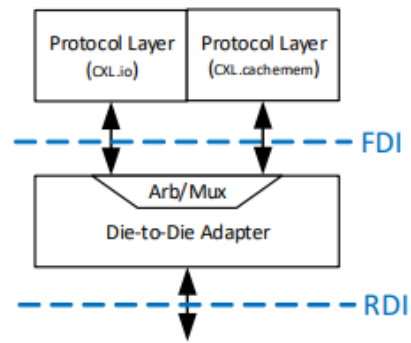 Protocol Layer
(CXL.io)
Protocol Layer
(CXL.cachemem)
FDI
Arb/Mux
Die-to-Die Adapter
RDI